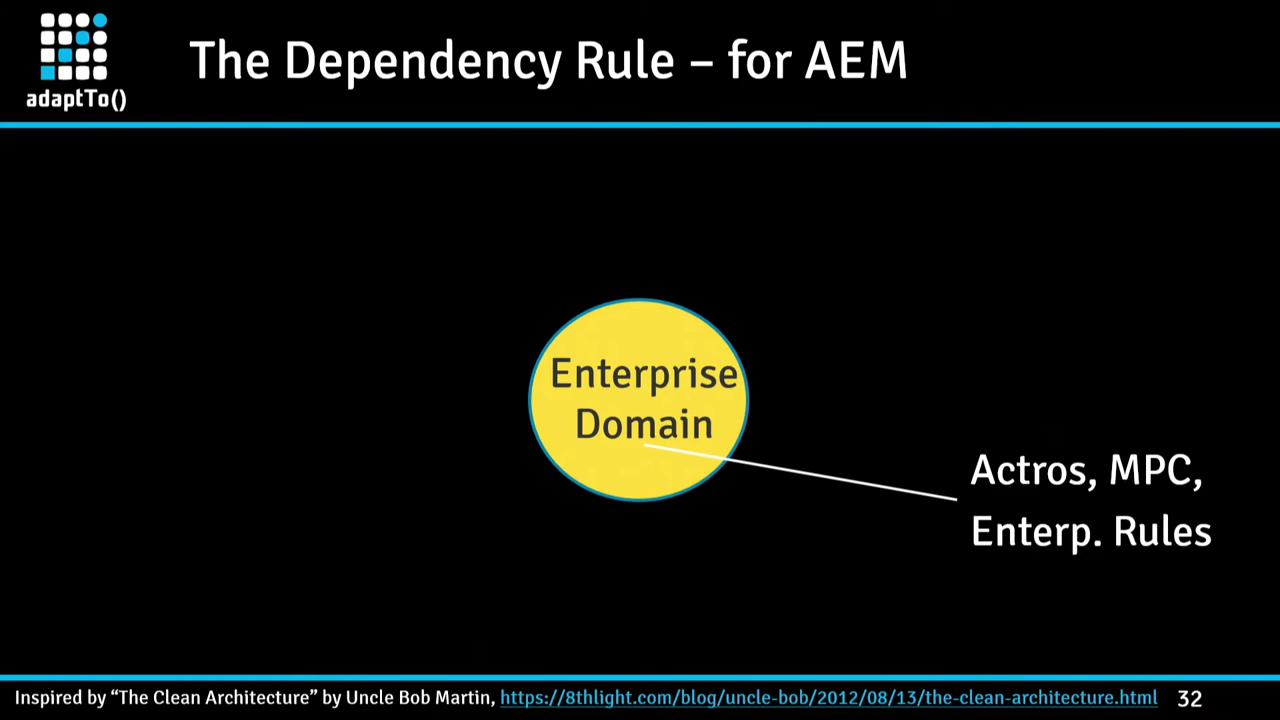 adaptTo()
The Dependency Rule – for AEM
Enterprise
Domain
Actros, MPC,
Enterp. Rules
Inspired by “The Clean Architecture” by Uncle Bob Martin, https://8thlight.com/blog/uncle-bob/2012/08/13/the-clean-architecture.html 32